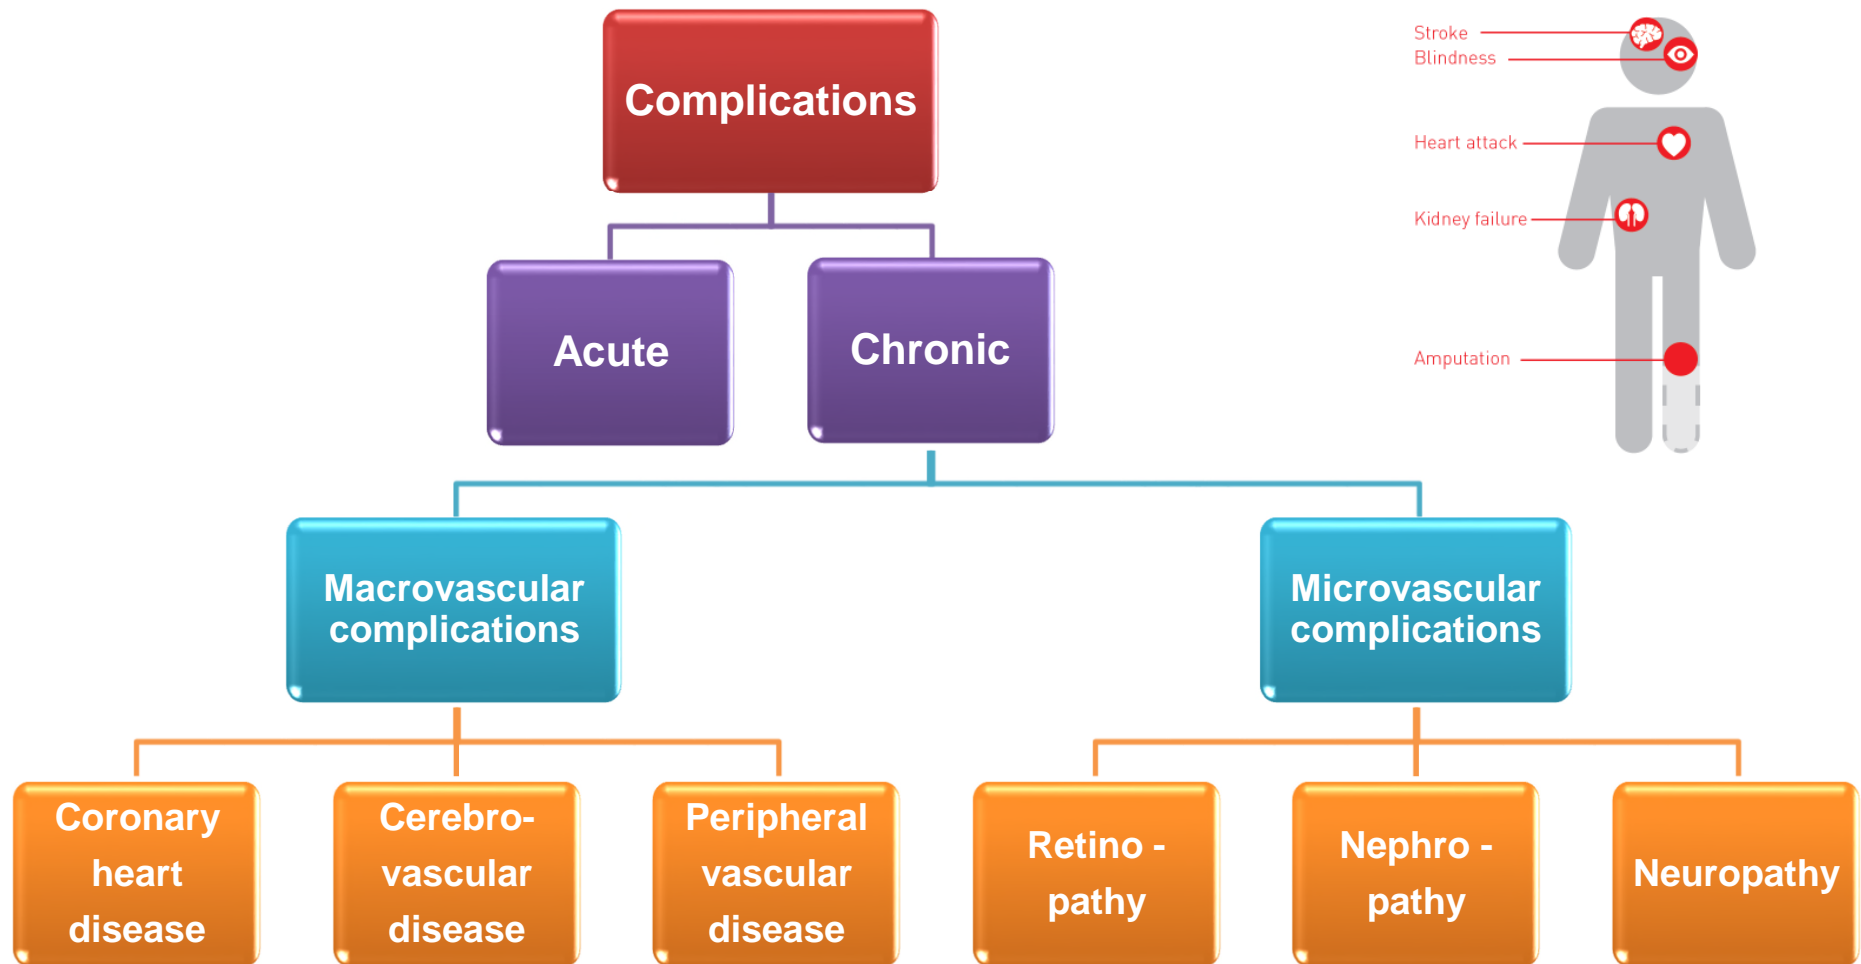 Complications
Stroke
Blindness
Heart attack
Kidney failure
Amputation
Acute
Chronic
Macrovascular
complications
Microvascular
complications
Coronary
heart
disease
Cerebro-
vascular
disease
Peripheral
vascular
disease
Retino -
pathy
Nephro -
pathy
Neuropathy